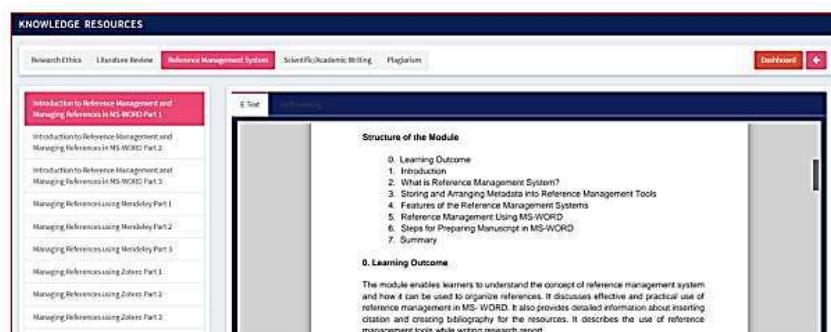 KNOWLEDGE RESOURCES
Research Ethics Literature Review Reference Management System Scientific/Academic Writing Plagiarism Dashboard
Introduction to Reference Management and
Managing References in MS-WORD Part 1
Introduction to Reference Management and
Managing References in MS-WORD Part 2
Introduction to Reference Management and
Managing References in MS-WORD Part 3
Managing References using Mendeley Part 1
Managing References using Mendeley Part 2
Managing References using Mendeley Part 3
Managing References using Zotero Part 1
Managing References using Zotero Part 2
Managing References using Zotero Part 3
E Text
Structure of the Module
0. Learning Outcome
1. Introduction
2. What is Reference Management System?
3. Storing and Arranging Metadata into Reference Management Tools
4. Features of the Reference Management Systems
5. Reference Management Using MS-WORD
6. Steps for Preparing Manuscript in MS-WORD
7. Summary
0. Learning Outcome
The module enables learners to understand the concept of reference management system
and how it can be used to organize references. It discusses effective and practical use of
reference management in MS- WORD. It also provides detailed information about inserting
citation and creating bibliography for the resources. It describes the use of reference
management tools while writing research report